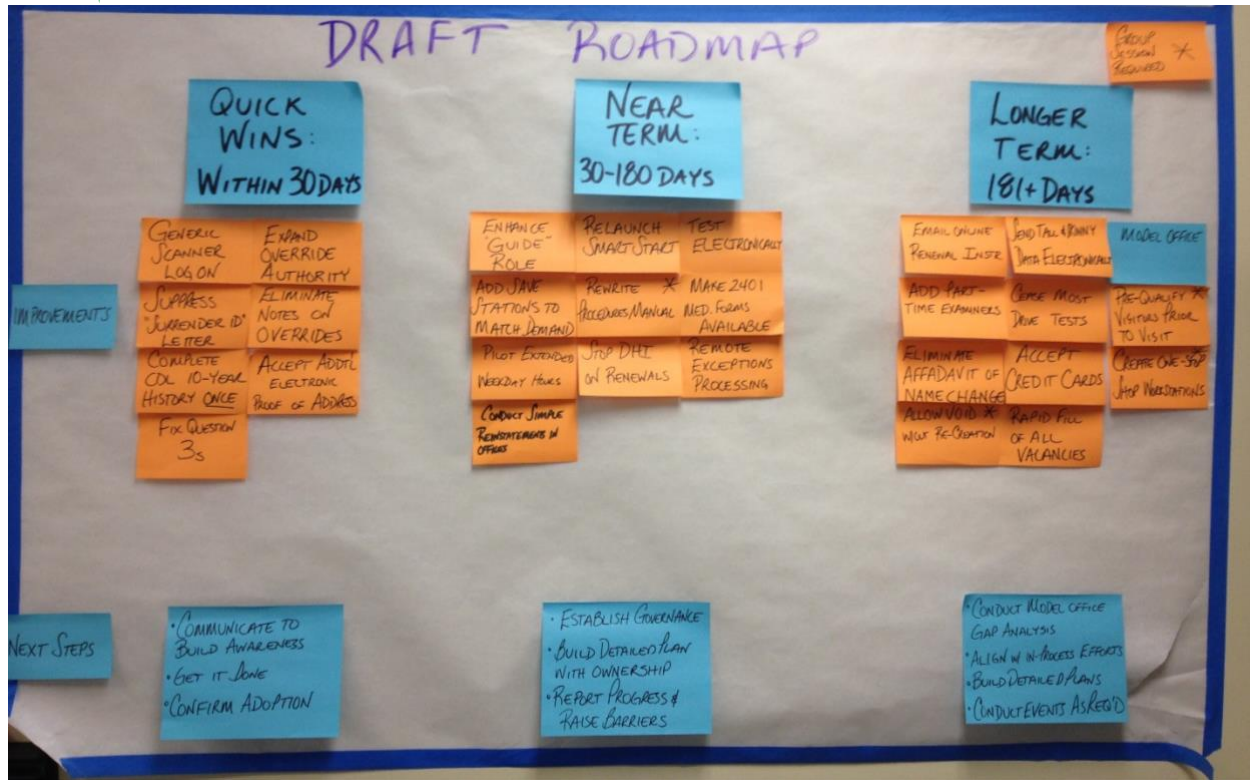 DRAFT ROADMAP
GROUP
SESSION *
REQUIRED
QUICK
WINS:
WITHIN 30 DAYS
NEAR
TERM:
30-180 DAYS
LONGER
TERM:
181+ DAYS
IMPROVEMENTS
GENERIC
SCANNER
LOG ON
EXPAND
OVERRIDE
AUTHORITY
SUPPRESS
"SURRENDER ID"
LETTER
ELIMINATE
NOTES ON
OVERRIDES
COMPLETE
CDL 10-YEAR
HISTORY ONCE
ACCEPT ADDT'L
ELECTRONIC
PROOF OF ADDRESS
FIX QUESTION
3s
ENHANCE
"GUIDE"
ROLE
RELAUNCH
SMART START
TEST
ELECTRONICALLY
ADD SAVE
STATIONS TO
MATCH DEMAND
REWRITE *
PROCEDURES MANUAL
MAKE 2401
MED. FORMS
AVAILABLE
PILOT EXTENDED
WEEKDAY HOURS
STOP DHI
ON RENEWALS
REMOTE
EXCEPTIONS
PROCESSING
CONDUCT SIMPLE
REINSTATEMENTS IN
OFFICES
EMAIL ONLINE
RENEWAL INSTR
SEND TALL &
DATA ELECTRONICALLY
MODEL OFFICE
ADD PART-
TIME EXAMINERS
CEASE MOST
DRIVE TESTS
PRE-QUALIFY *
VISITORS PRIOR
TO VISIT
ELIMINATE
AFFADAVIT OF
NAME CHANGE
ACCEPT
CREDIT CARDS
CREATE ONE-STOP *
SHOP WORKSTATIONS
ALLOW VOID *
W/OUT RE-CREATION
RAPID FILL
OF ALL
VACANCIES
NEXT STEPS
• COMMUNICATE TO
BUILD AWARENESS
• GET IT DONE
• CONFIRM ADOPTION
• ESTABLISH GOVERNANCE
• BUILD DETAILED PLAN
WITH OWNERSHIP
• REPORT PROGRESS &
RAISE BARRIERS
• CONDUCT MODEL OFFICE
GAP ANALYSIS
• ALIGN W IN-PROCESS EFFORTS
• BUILD DETAILED PLANS
• CONDUCT EVENTS AS REQ'D